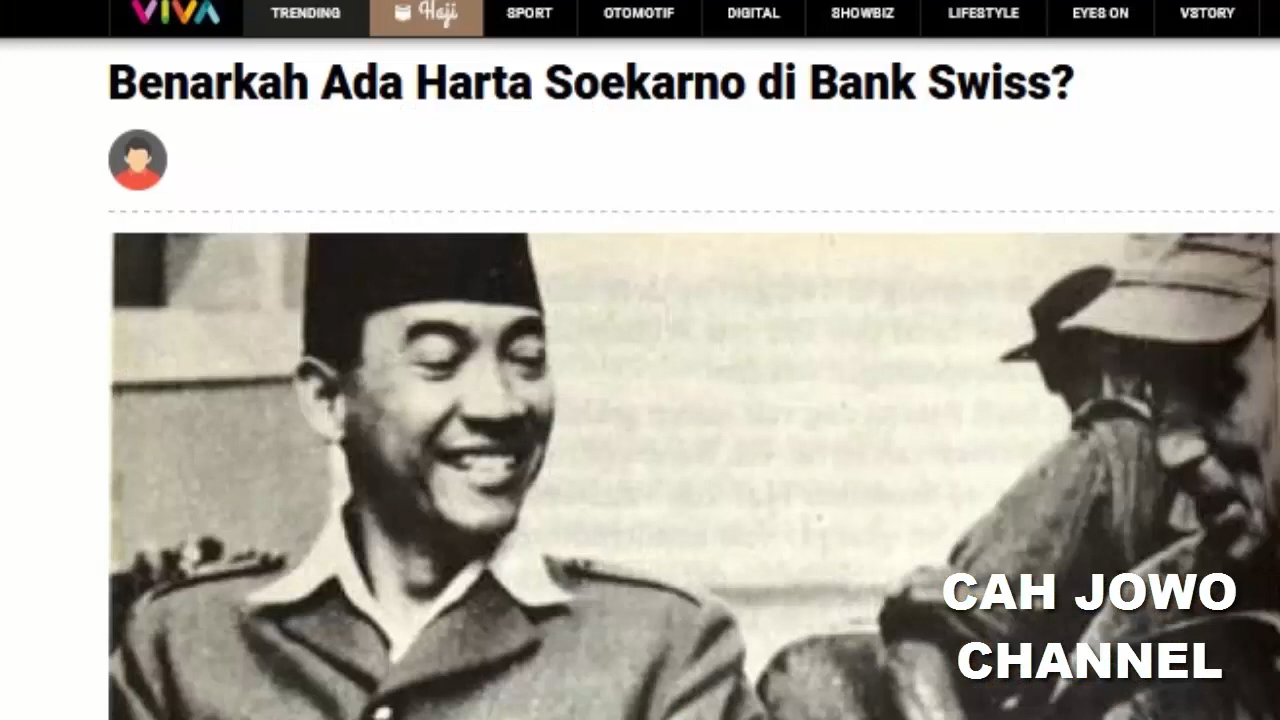 VIVA TRENDING Haji SPORT OTOMOTIF DIGITAL SHOWBIZ LIFESTYLE EYES ON VSTORY
Benarkah Ada Harta Soekarno di Bank Swiss?
CAH JOWO
CHANNEL